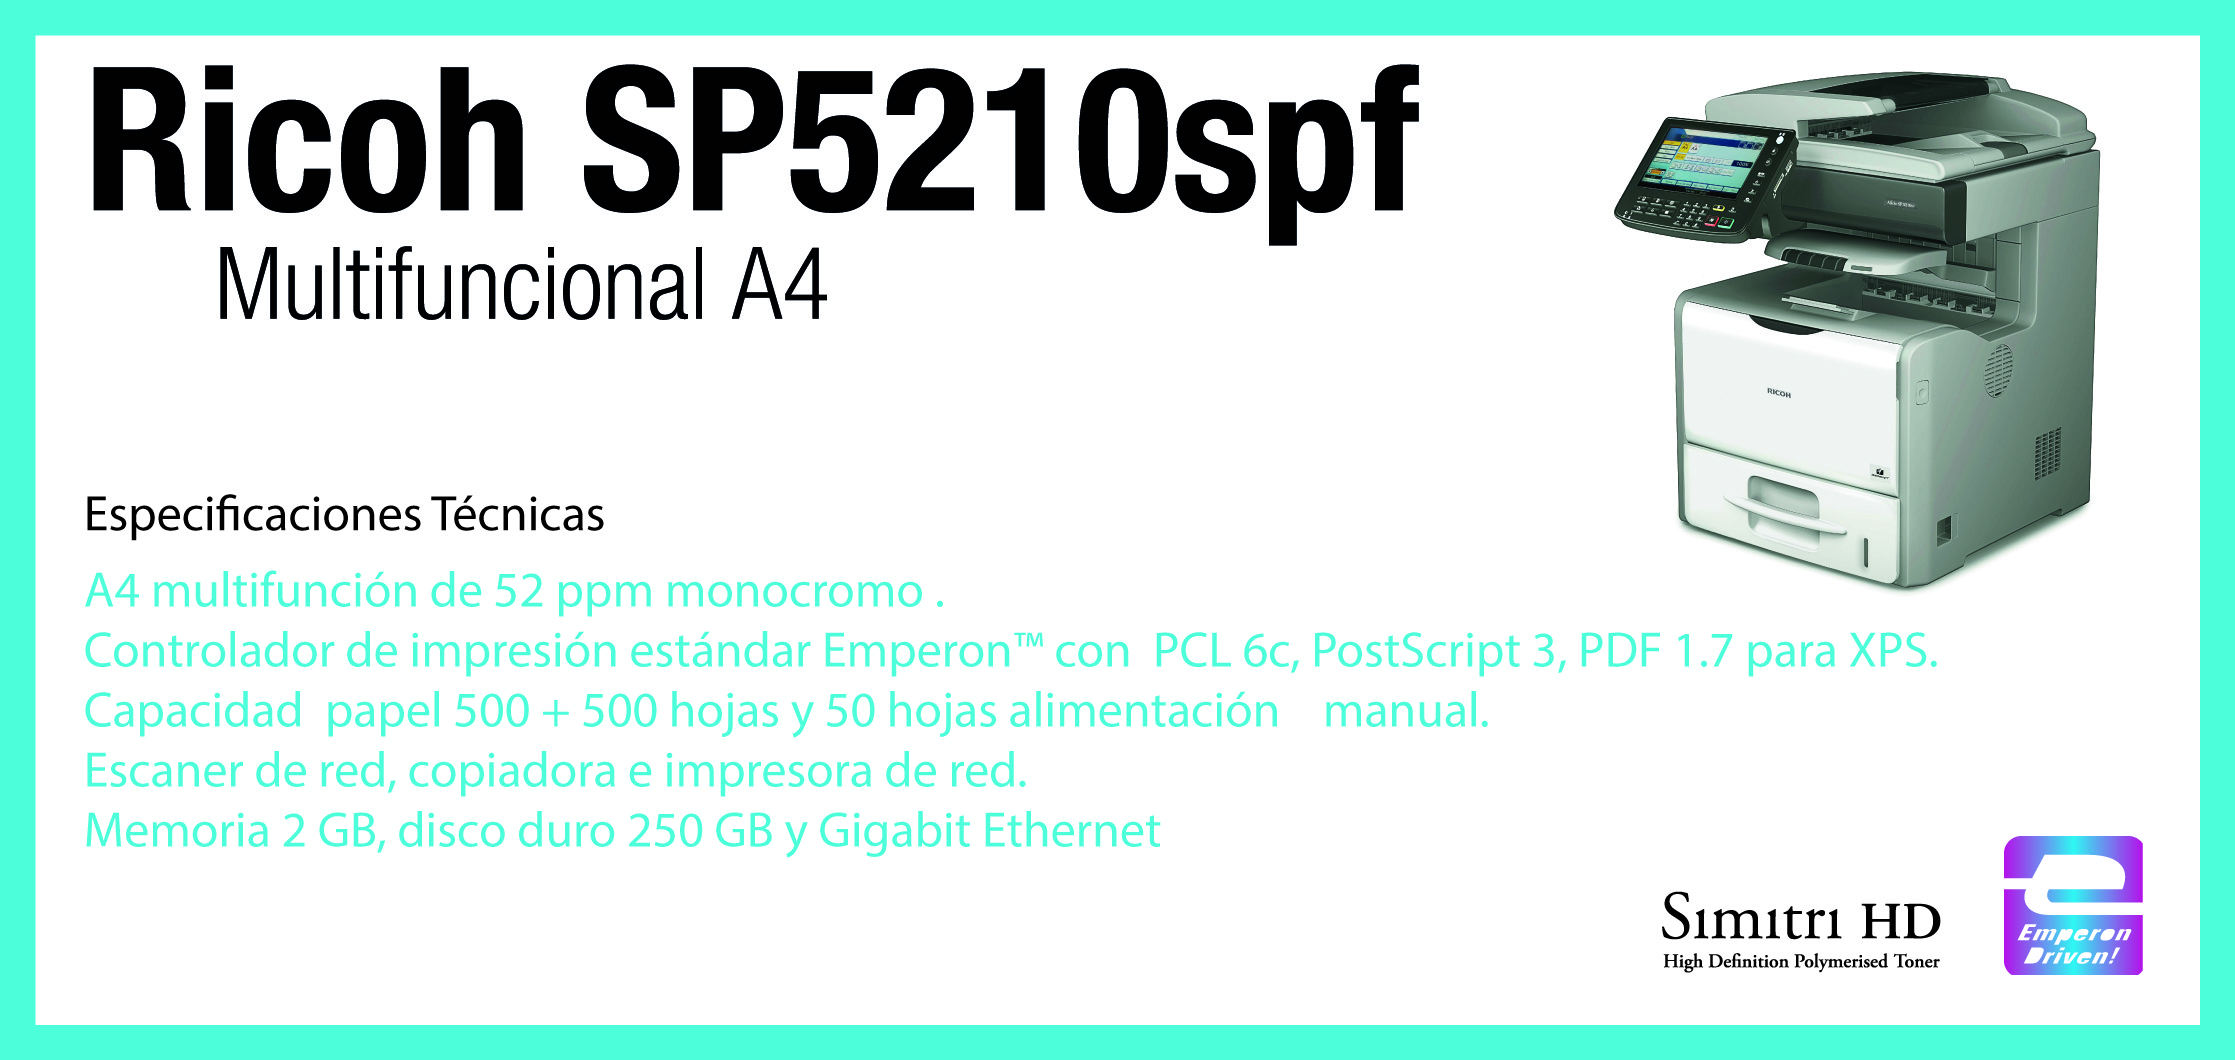 Ricoh SP5210spf
Multifuncional A4
RICOH
Especificaciones Técnicas
A4 multifunción de 52 ppm monocromo .
Controlador de impresión estándar Emperon™ con PCL 6c, PostScript 3, PDF 1.7 para XPS.
Capacidad papel 500 + 500 hojas y 50 hojas alimentación manual.
Escaner de red, copiadora e impresora de red.
Memoria 2 GB, disco duro 250 GB y Gigabit Ethernet
Simitri HD
High Definition Polymerised Toner
Emperon
Driven!